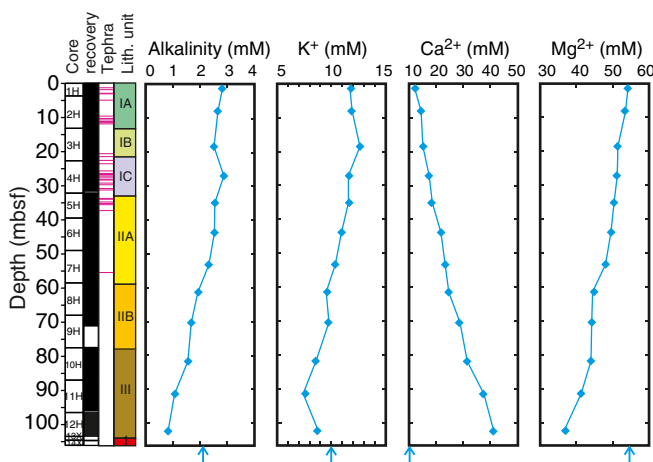 Core
recovery
Tephra
Lith. unit
Alkalinity (mM)
K+ (mM)
Ca2+ (mM)
Mg2+ (mM)
0 1 2 3 4
5 10 15
10 20 30 40 50
30 40 50 60
Depth (mbsf)
0
10
20
30
40
50
60
70
80
90
100
1H
2H
3H
4H
5H
6H
7H
8H
9H
10H
11H
12H
IA
IB
IC
IIA
IIB
III